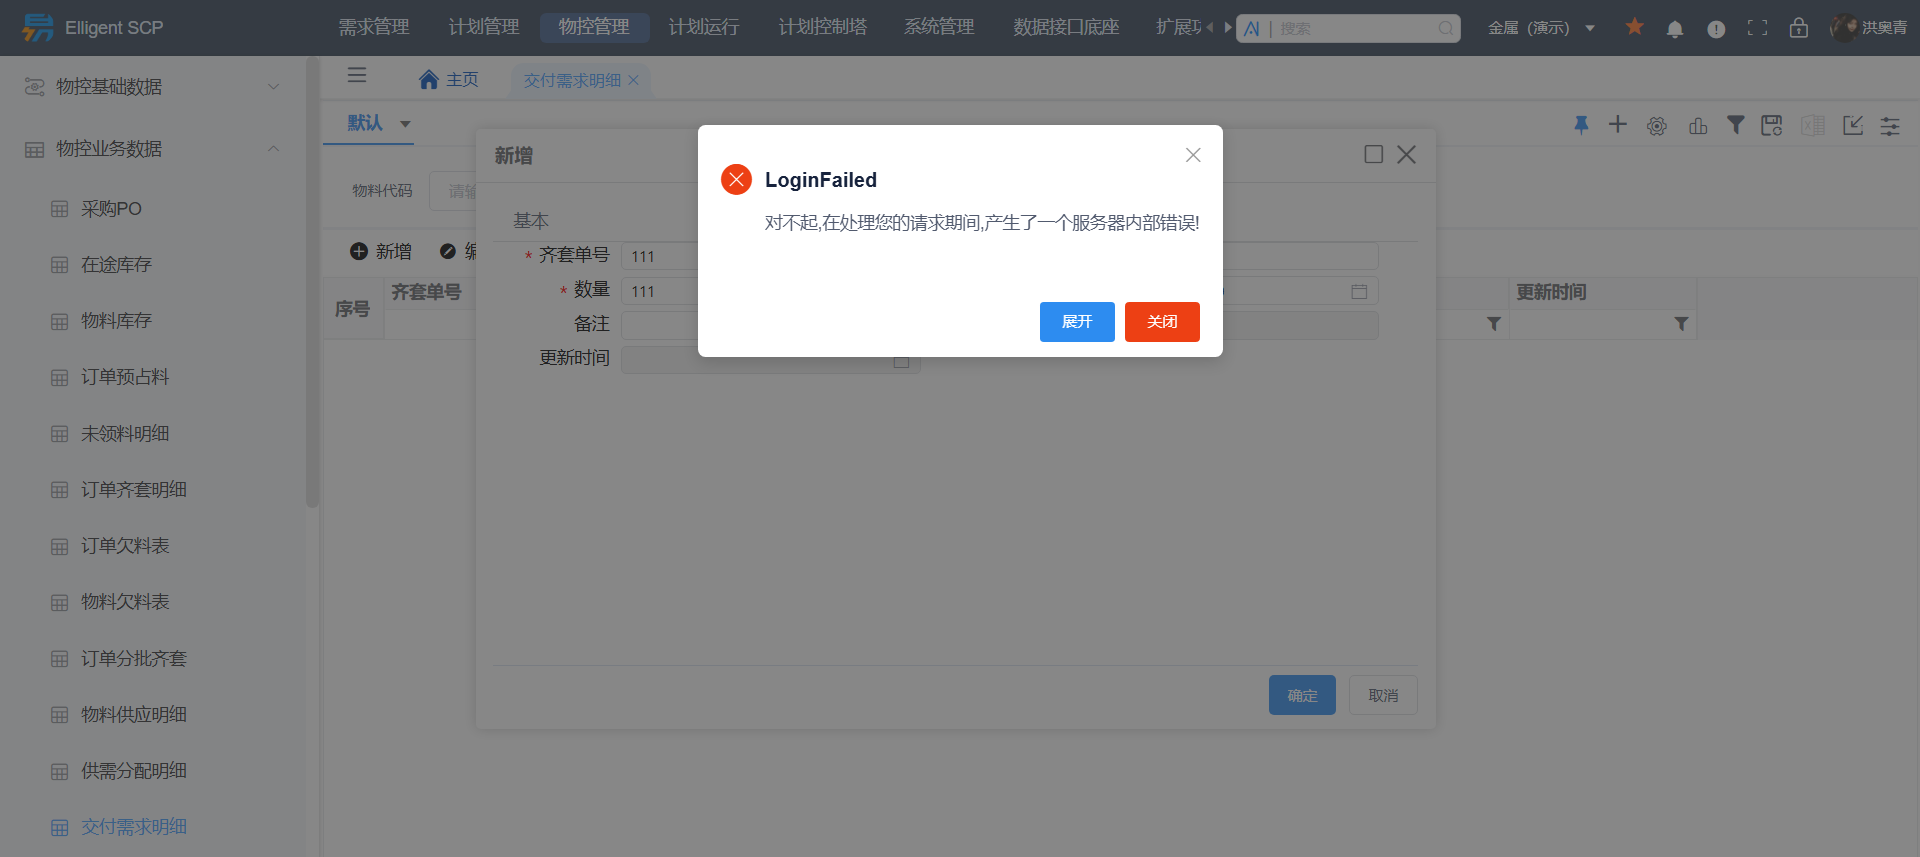 Elligent SCP
需求管理
计划管理
物控管理
计划运行
计划控制塔
系统管理
数据接口底座
扩展
AI
搜索
金属 (演示)
洪奥青
物控基础数据
物控业务数据
采购PO
在途库存
物料库存
订单预占料
未领料明细
订单齐套明细
订单欠料表
物料欠料表
订单分批齐套
物料供应明细
供需分配明细
交付需求明细
主页
交付需求明细
默认
物料代码
请输
新增
编
序号
齐套单号
更新时间
新增
基本
* 齐套单号
111
* 数量
111
备注
更新时间
确定
取消
LoginFailed
对不起,在处理您的请求期间,产生了一个服务器内部错误!
展开
关闭